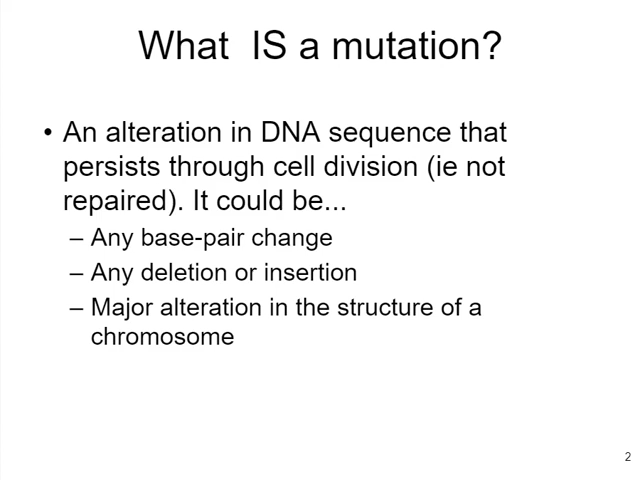 What  IS a mutation?
• An alteration in DNA sequence that
persists through cell division (ie not
repaired). It could be...
– Any base-pair change
– Any deletion or insertion
– Major alteration in the structure of a
chromosome
2